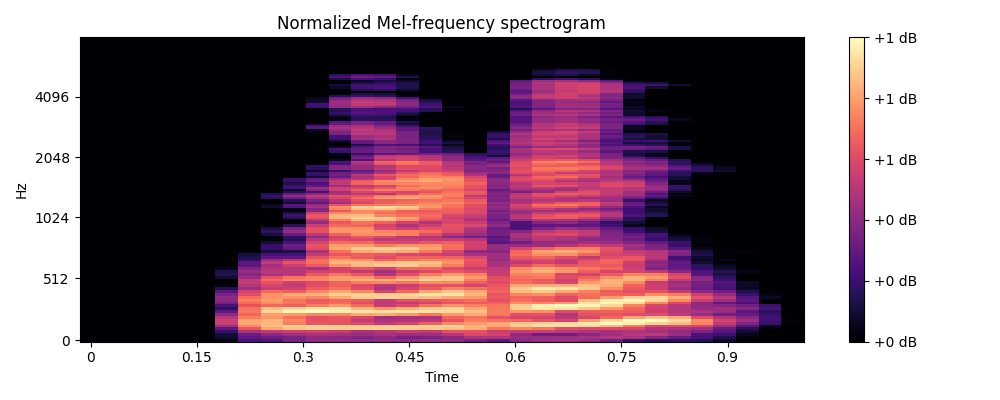 Normalized Mel-frequency spectrogram
+1 dB
4096
+1 dB
2048
+1 dB
Hz
1024
+0 dB
512
+0 dB
0
+0 dB
0 0.15 0.3 0.45 0.6 0.75 0.9
Time